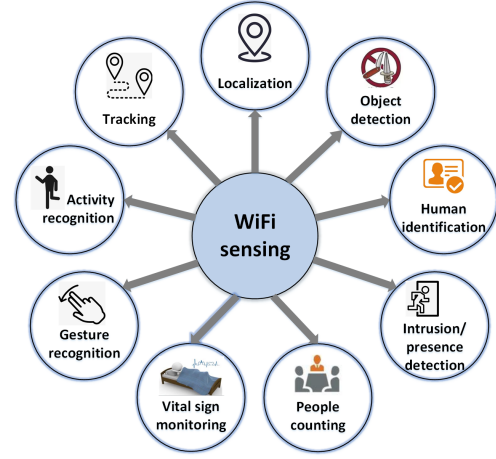 Localization
Object
detection
Human
identification
Intrusion/
presence
detection
People
counting
Vital sign
monitoring
Gesture
recognition
Activity
recognition
Tracking
WiFi
sensing